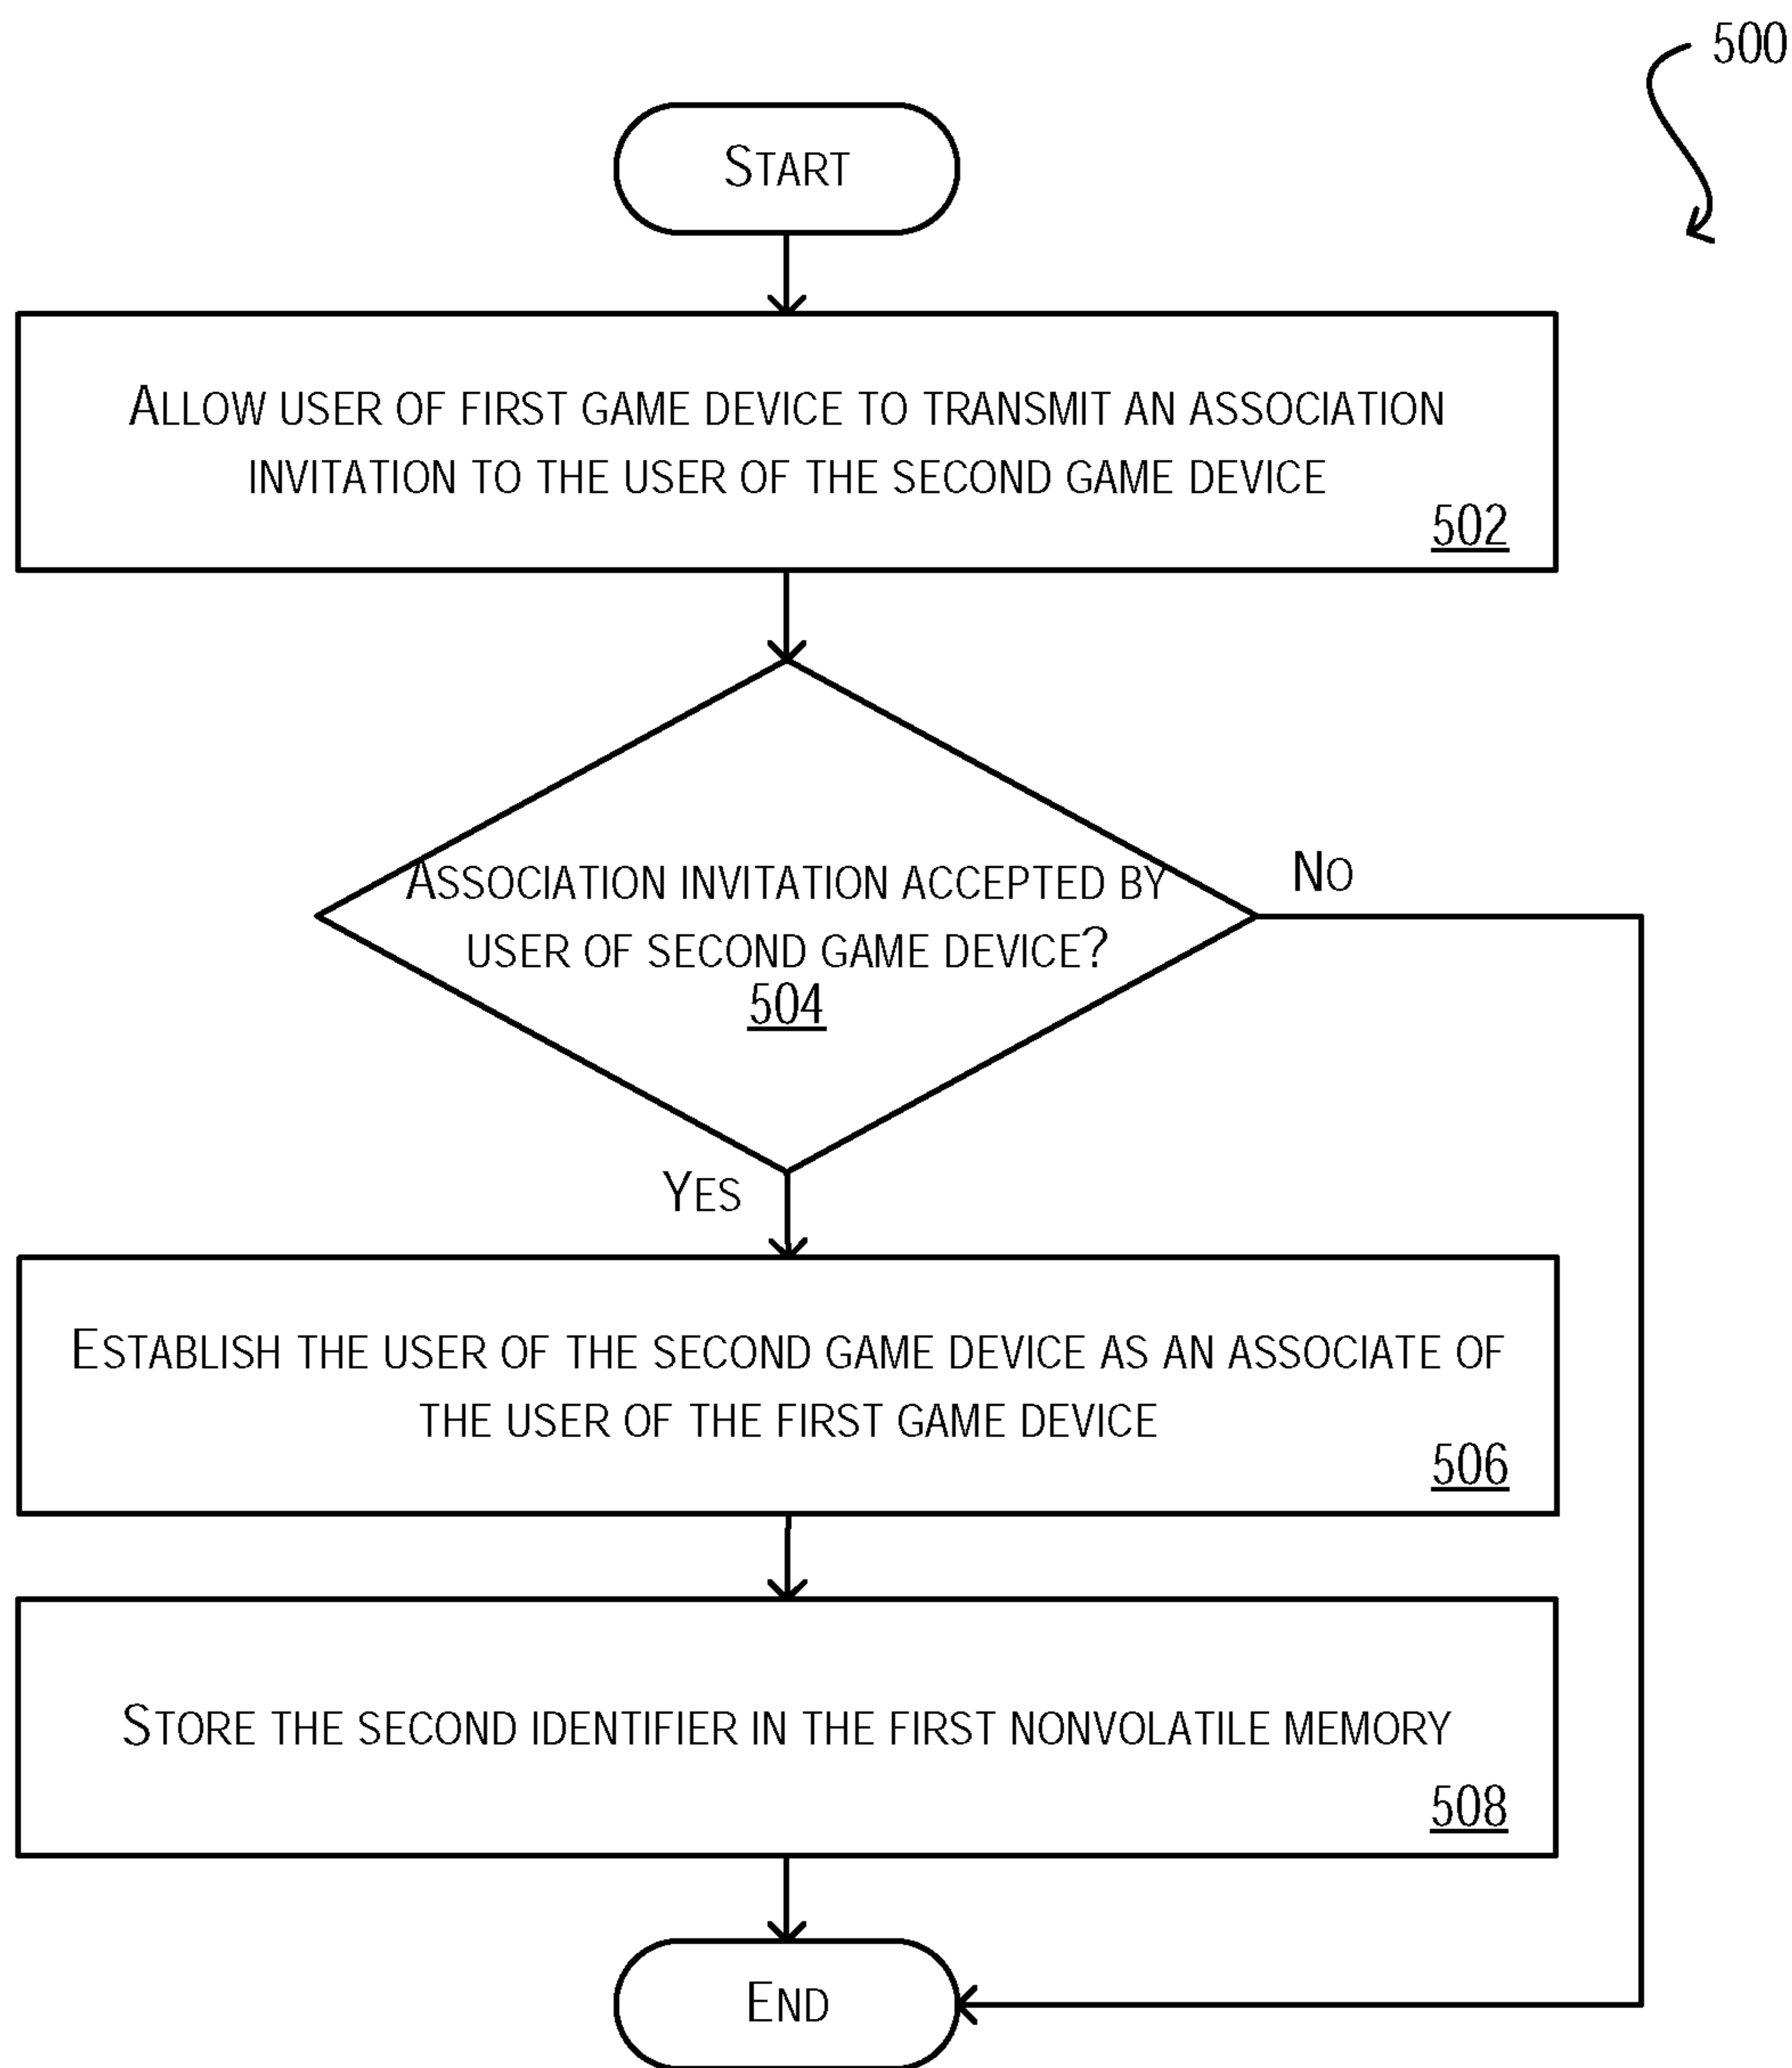 500
START
ALLOW USER OF FIRST GAME DEVICE TO TRANSMIT AN ASSOCIATION
INVITATION TO THE USER OF THE SECOND GAME DEVICE
502
ASSOCIATION INVITATION ACCEPTED BY
USER OF SECOND GAME DEVICE?
504
NO
YES
ESTABLISH THE USER OF THE SECOND GAME DEVICE AS AN ASSOCIATE OF
THE USER OF THE FIRST GAME DEVICE
506
STORE THE SECOND IDENTIFIER IN THE FIRST NONVOLATILE MEMORY
508
END